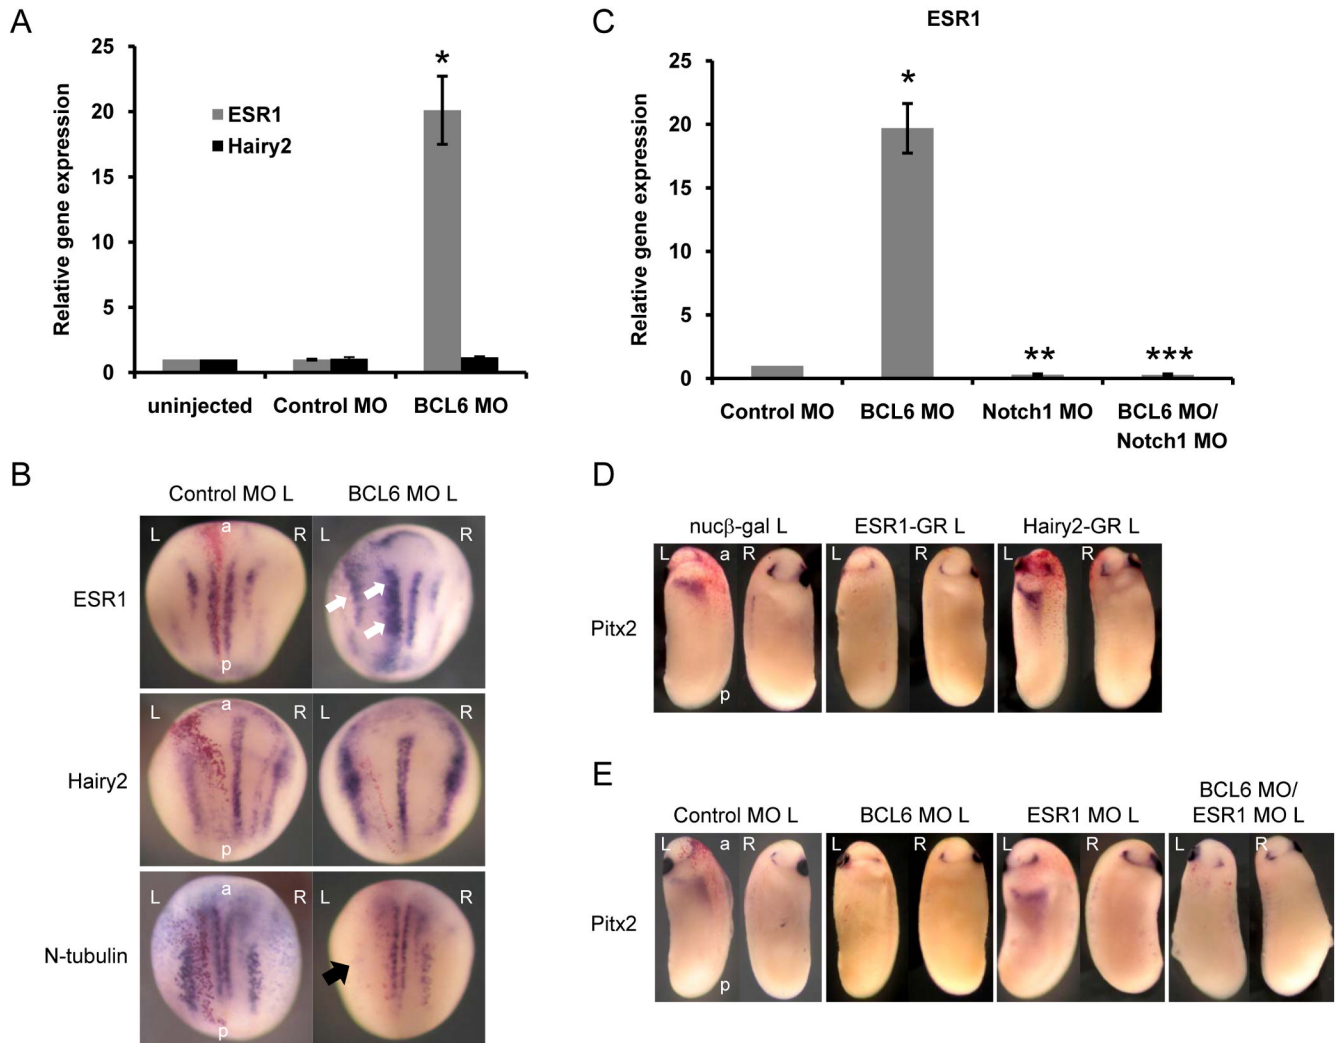 A
Relative gene expression
25
20
15
10
5
0
*
ESR1
Hairy2
uninjected
Control MO
BCL6 MO
C
ESR1
Relative gene expression
25
20
15
10
5
0
*
**
***
Control MO
BCL6 MO
Notch1 MO
BCL6 MO/
Notch1 MO
B
Control MO L
BCL6 MO L
ESR1
L
a
R
p
L
R
Hairy2
L
a
R
p
L
R
N-tubulin
L
a
R
p
L
R
D
nucβ-gal L
ESR1-GR L
Hairy2-GR L
Pitx2
L
a
R
p
L
R
L
R
E
Control MO L
BCL6 MO L
ESR1 MO L
BCL6 MO/
ESR1 MO L
Pitx2
L
a
R
p
L
R
L
R
L
R